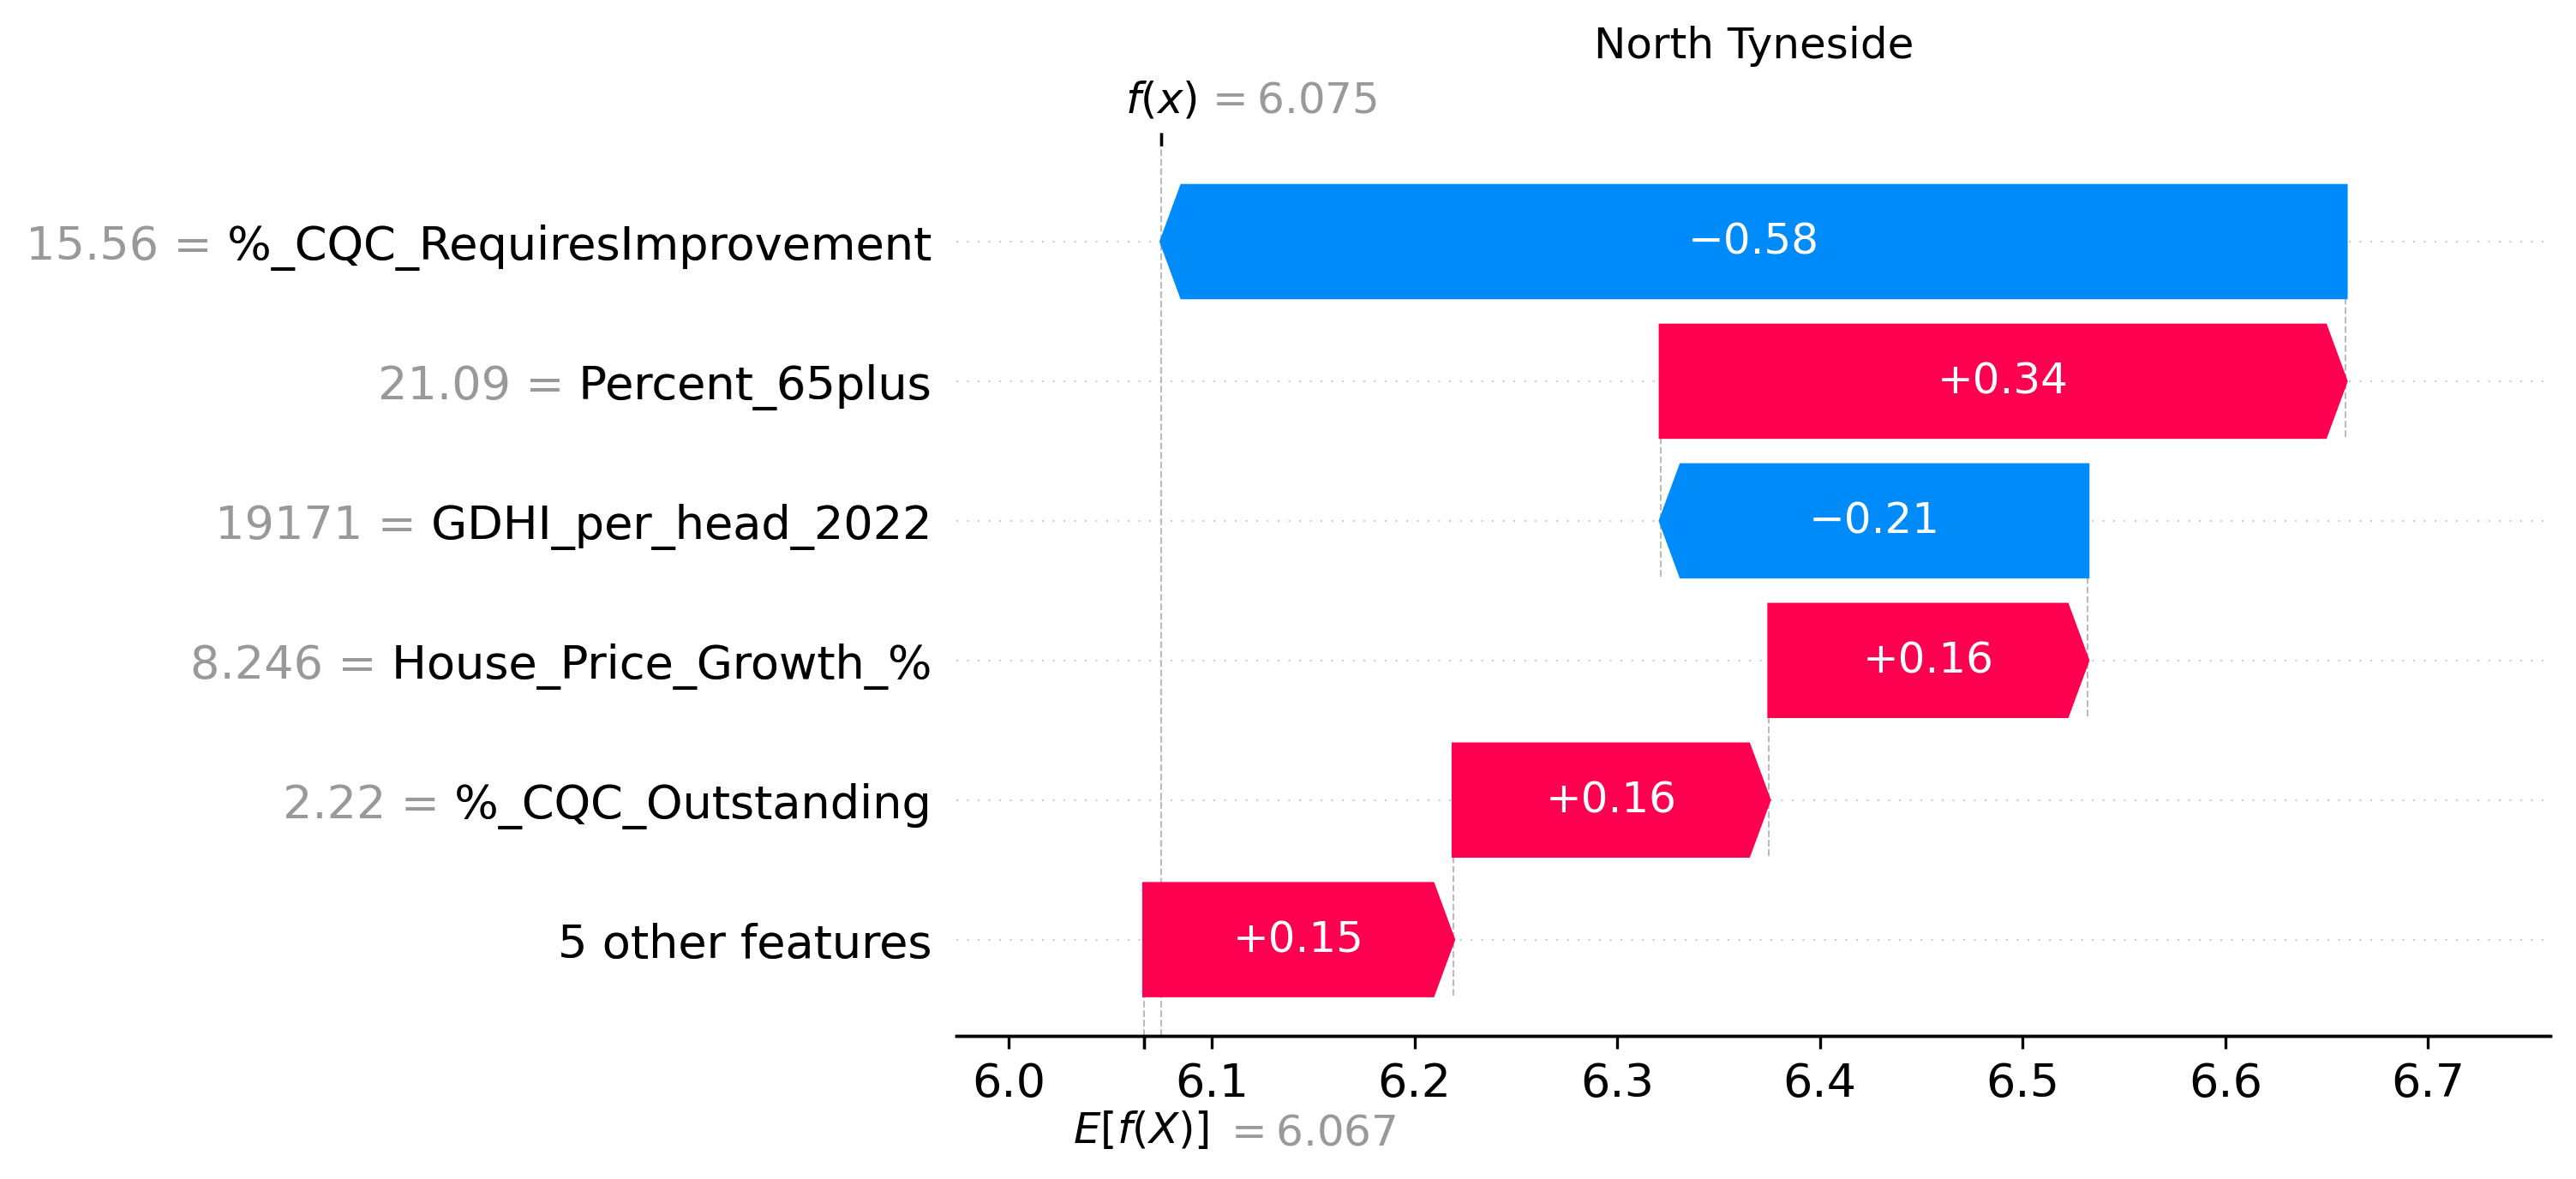 North Tyneside
f(x) = 6.075
15.56 = %_CQC_RequiresImprovement
−0.58
21.09 = Percent_65plus
+0.34
19171 = GDHI_per_head_2022
−0.21
8.246 = House_Price_Growth_%
+0.16
2.22 = %_CQC_Outstanding
+0.16
5 other features
+0.15
6.0 6.1 6.2 6.3 6.4 6.5 6.6 6.7
E[f(X)] = 6.067